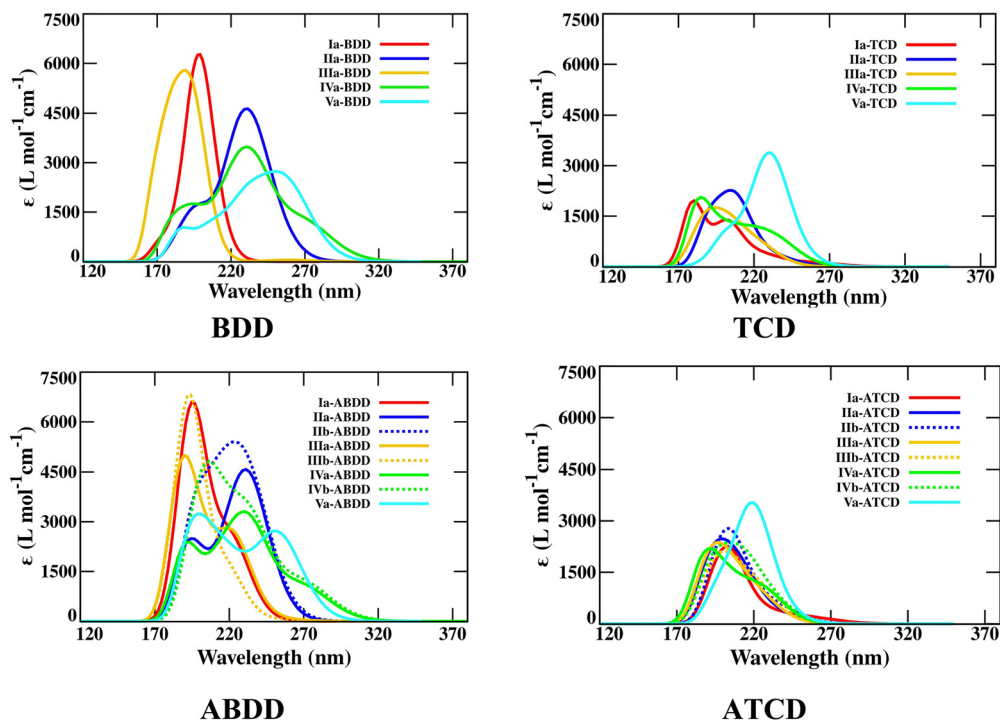 7500
6000
4500
3000
1500
0
ε (L mol⁻¹cm⁻¹)
Ia-BDD
IIa-BDD
IIIa-BDD
IVa-BDD
Va-BDD
120 170 220 270 320 370
Wavelength (nm)
BDD
7500
6000
4500
3000
1500
0
ε (L mol⁻¹cm⁻¹)
Ia-TCD
IIa-TCD
IIIa-TCD
IVa-TCD
Va-TCD
120 170 220 270 320 370
Wavelength (nm)
TCD
7500
6000
4500
3000
1500
0
ε (L mol⁻¹cm⁻¹)
Ia-ABDD
IIa-ABDD
IIb-ABDD
IIIa-ABDD
IIIb-ABDD
IVa-ABDD
IVb-ABDD
Va-ABDD
120 170 220 270 320 370
Wavelength (nm)
ABDD
7500
6000
4500
3000
1500
0
ε (L mol⁻¹cm⁻¹)
Ia-ATCD
IIa-ATCD
IIb-ATCD
IIIa-ATCD
IIIb-ATCD
IVa-ATCD
IVb-ATCD
Va-ATCD
120 170 220 270 320 370
Wavelength (nm)
ATCD